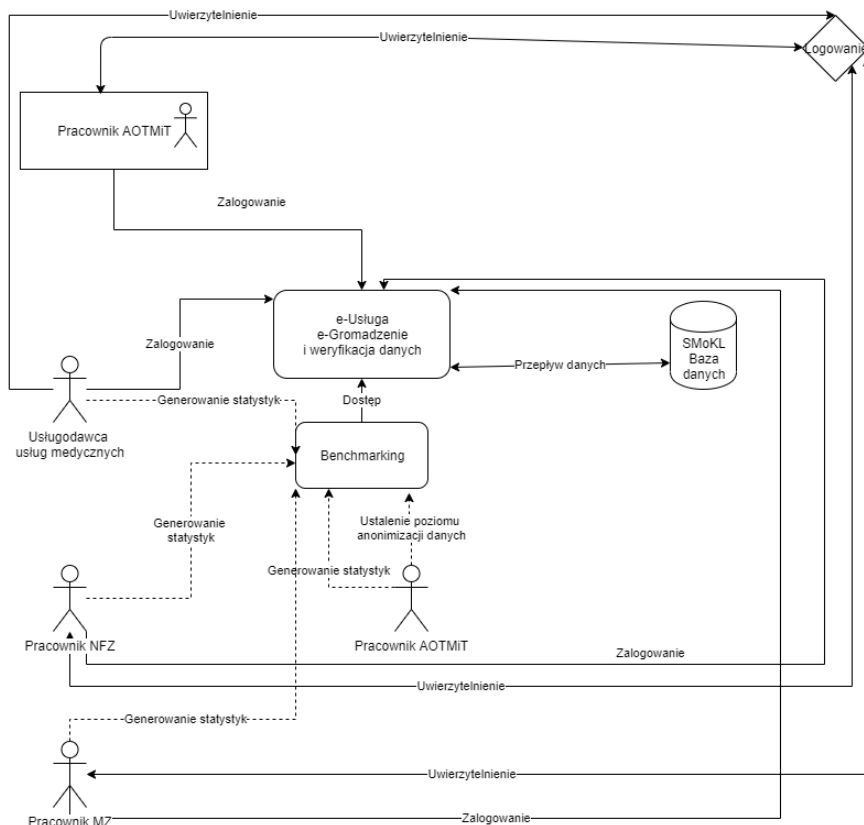 Uwierzytelnienie
Uwierzytelnienie
Logowanie
Pracownik AOTMiT
Zalogowanie
e-Usługa
e-Gromadzenie
i weryfikacja danych
SMoKL
Baza
danych
Zalogowanie
Przepływ danych
Generowanie statystyk
Dostęp
Usługodawca
usług medycznych
Benchmarking
Generowanie
statystyk
Ustalenie poziomu
anonimizacji danych
Generowanie statystyk
Pracownik NFZ
Pracownik AOTMiT
Zalogowanie
Uwierzytelnienie
Generowanie statystyk
Uwierzytelnienie
Pracownik MZ
Zalogowanie